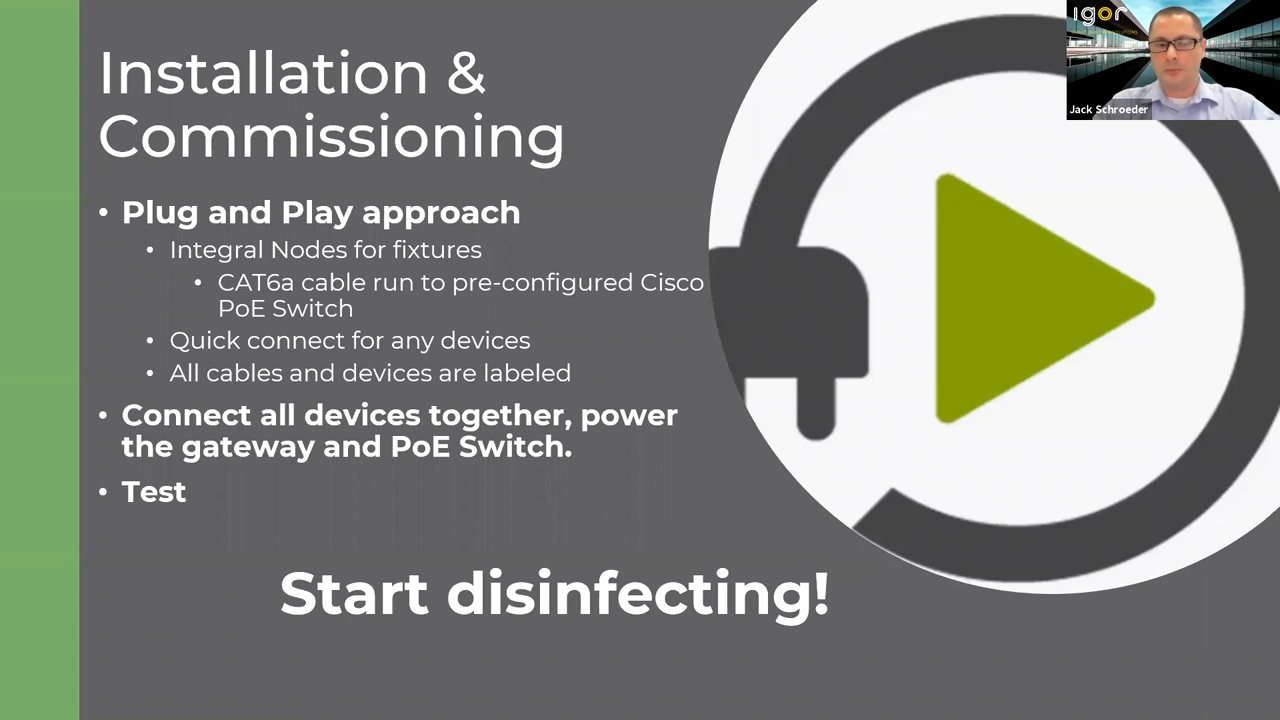 Installation &
Commissioning
• Plug and Play approach
• Integral Nodes for fixtures
• CAT6a cable run to pre-configured Cisco
PoE Switch
• Quick connect for any devices
• All cables and devices are labeled
• Connect all devices together, power
the gateway and PoE Switch.
• Test
Start disinfecting!
igor
Jack Schroeder